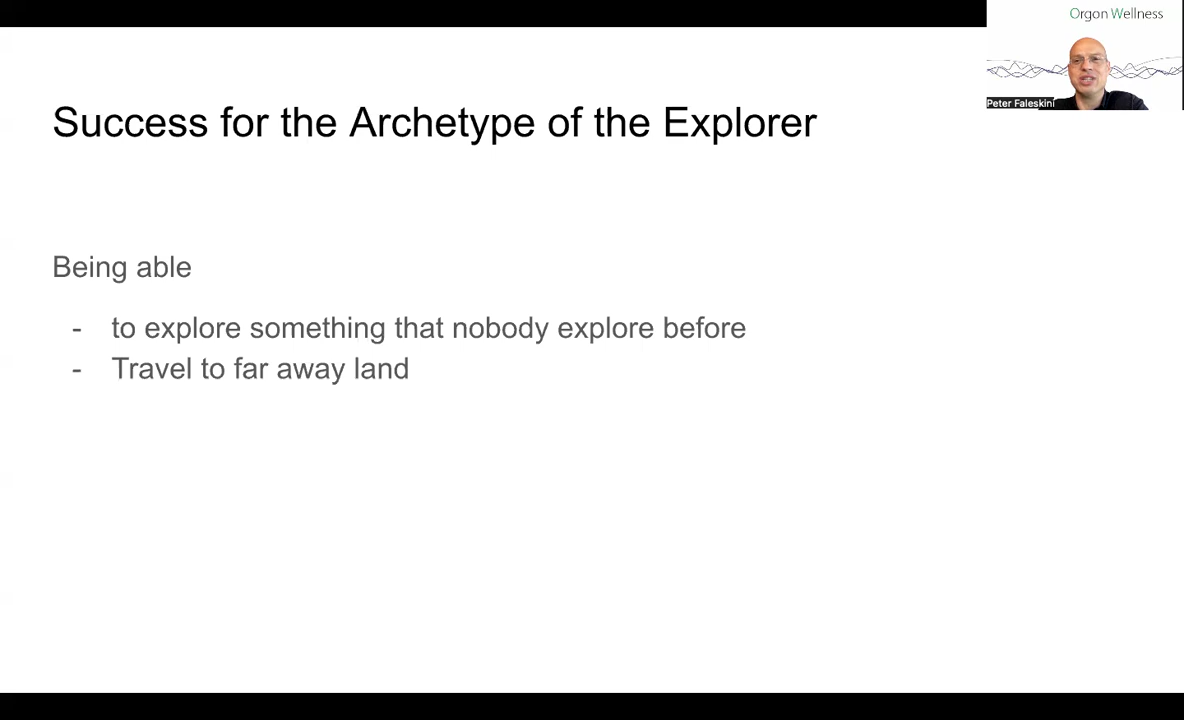 Orgon Wellness
Peter Faleskini
Success for the Archetype of the Explorer
Being able
- to explore something that nobody explore before
- Travel to far away land